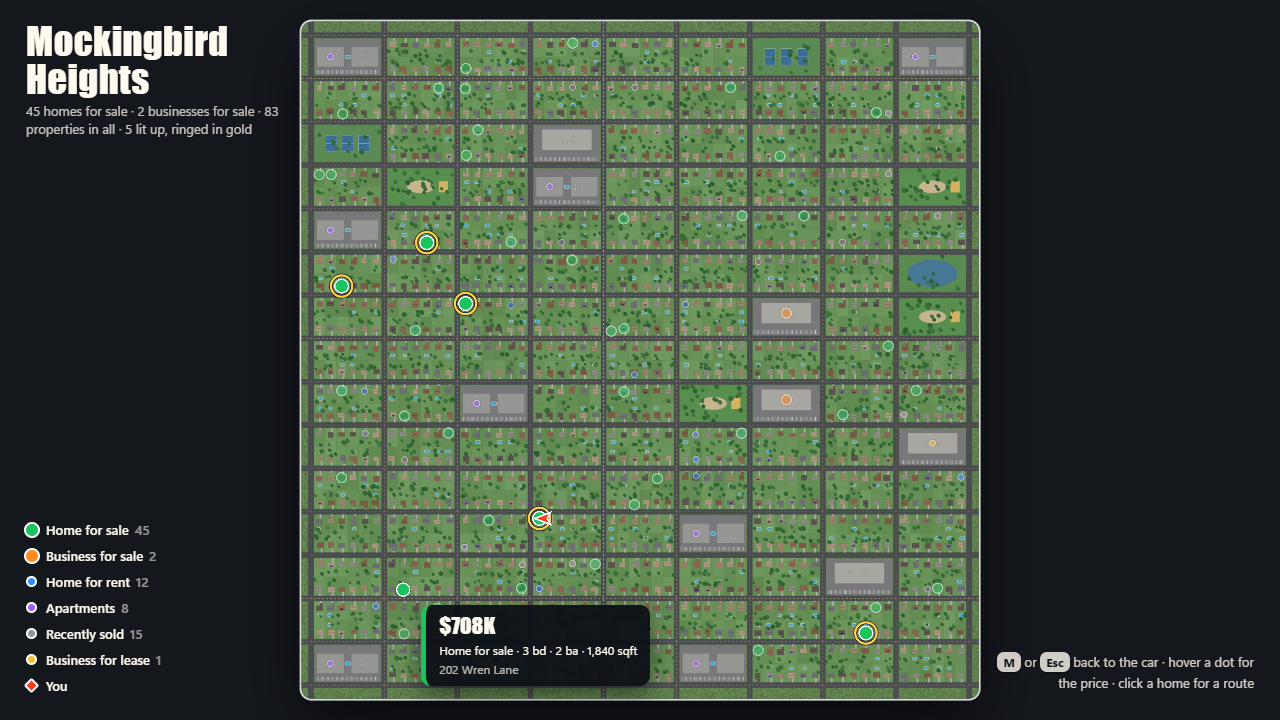 Mockingbird
Heights
45 homes for sale · 2 businesses for sale · 83
properties in all · 5 lit up, ringed in gold
Home for sale 45
Business for sale 2
Home for rent 12
Apartments 8
Recently sold 15
Business for lease 1
You
$708K
Home for sale · 3 bd · 2 ba · 1,840 sqft
202 Wren Lane
M or Esc back to the car · hover a dot for
the price · click a home for a route